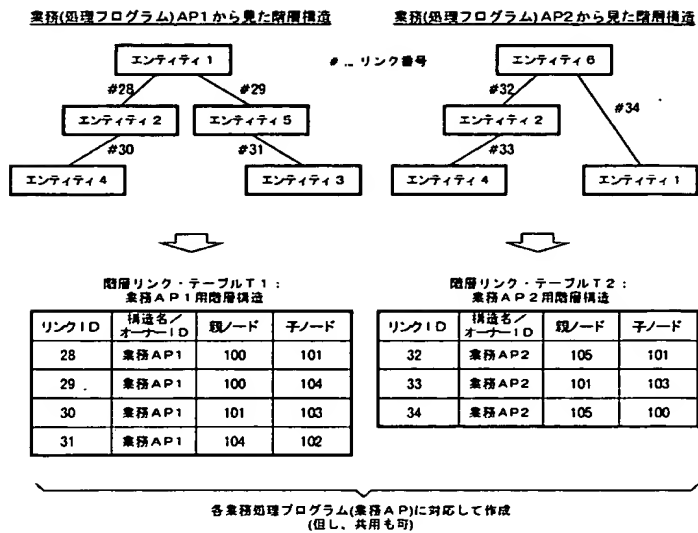 業務(処理プログラム)AP1から見た階層構造
業務(処理プログラム)AP2から見た階層構造
エンティティ1
# … リンク番号
エンティティ6
#28
#29
#32
#34
エンティティ2
エンティティ5
エンティティ2
#30
#31
#33
エンティティ4
エンティティ3
エンティティ4
エンティティ1
階層リンク・テーブルT1:
業務AP1用階層構造
リンクID 構造名/オーナーID 親ノード 子ノード
28 業務AP1 100 101
29 業務AP1 100 104
30 業務AP1 101 103
31 業務AP1 104 102
階層リンク・テーブルT2:
業務AP2用階層構造
リンクID 構造名/オーナーID 親ノード 子ノード
32 業務AP2 105 101
33 業務AP2 101 103
34 業務AP2 105 100
各業務処理プログラム(業務AP)に対応して作成
(但し、共用も可)